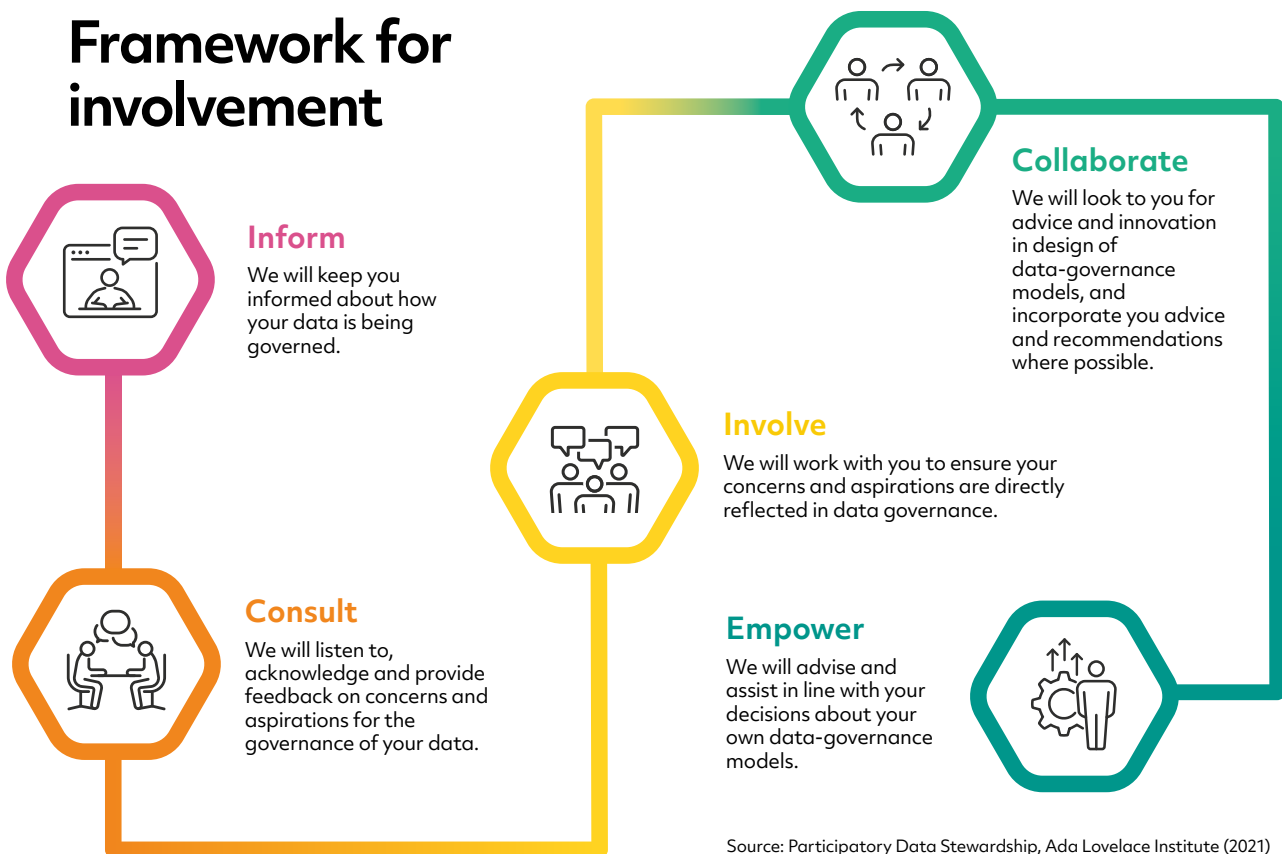 Framework for
involvement
Inform
We will keep you
informed about how
your data is being
governed.
Consult
We will listen to,
acknowledge and provide
feedback on concerns and
aspirations for the
governance of your data.
Involve
We will work with you to ensure your
concerns and aspirations are directly
reflected in data governance.
Collaborate
We will look to you for
advice and innovation
in design of
data-governance
models, and
incorporate you advice
and recommendations
where possible.
Empower
We will advise and
assist in line with your
decisions about your
own data-governance
models.
Source: Participatory Data Stewardship, Ada Lovelace Institute (2021)